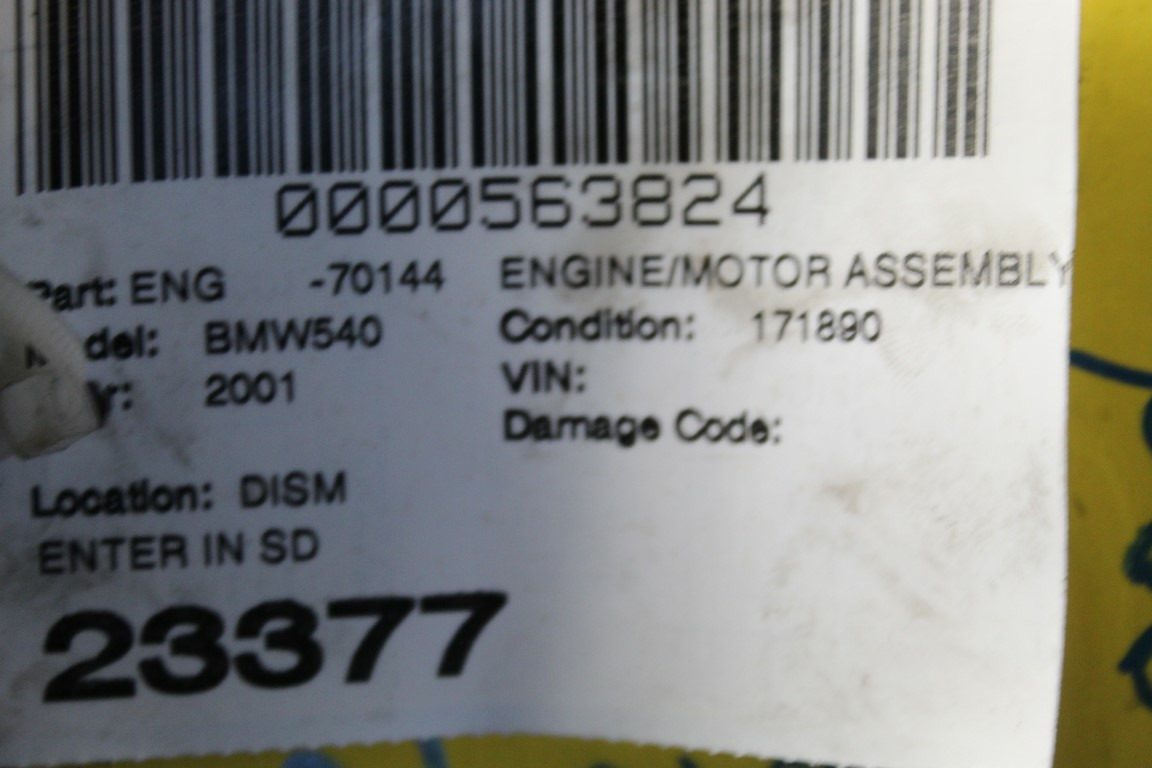 0000563824
Part: ENG -70144 ENGINE/MOTOR ASSEMBLY
Model: BMW540 Condition: 171890
2001 VIN:
Damage Code:
Location: DISM
ENTER IN SD
23377